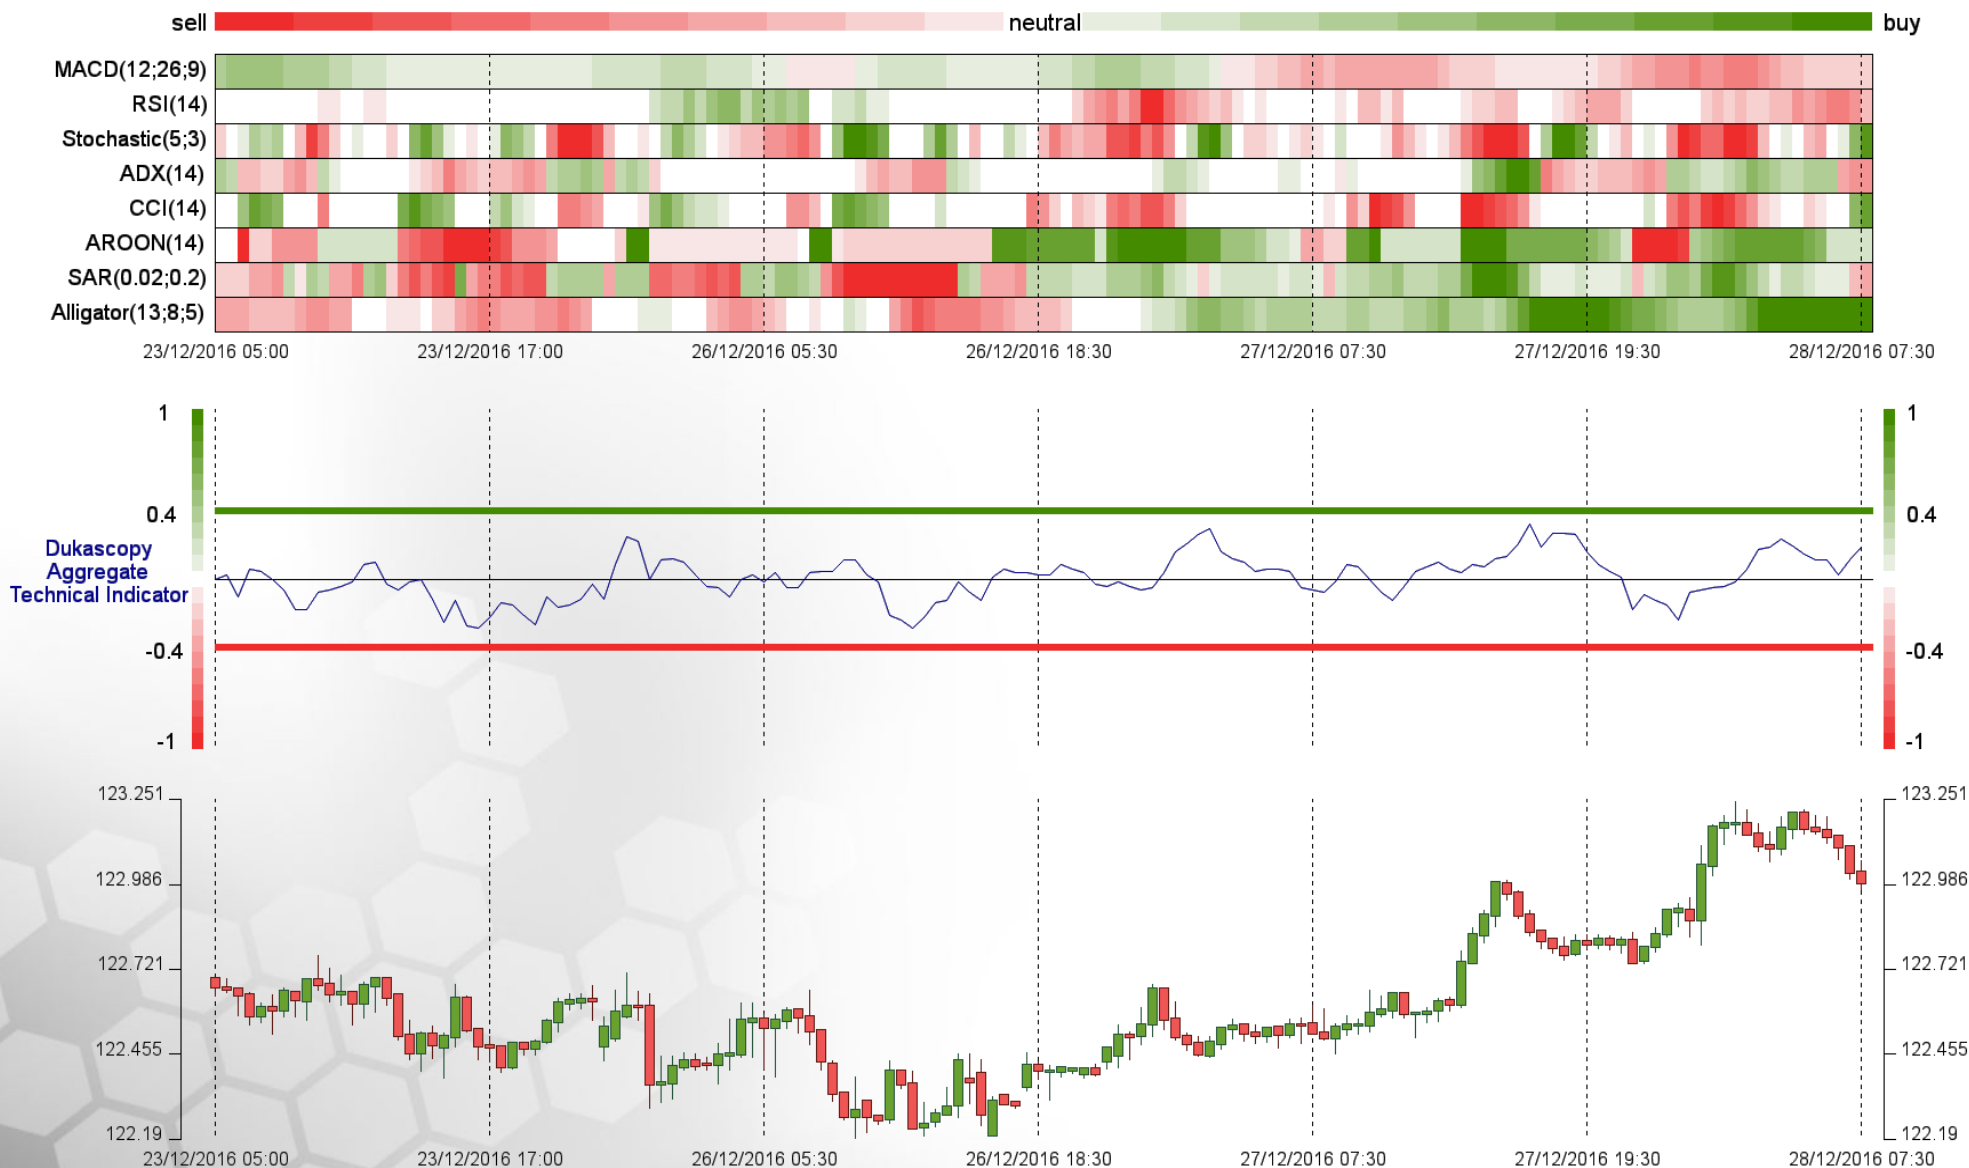 sell neutral buy
MACD(12;26;9)
RSI(14)
Stochastic(5;3)
ADX(14)
CCI(14)
AROON(14)
SAR(0.02;0.2)
Alligator(13;8;5)
23/12/2016 05:00 23/12/2016 17:00 26/12/2016 05:30 26/12/2016 18:30 27/12/2016 07:30 27/12/2016 19:30 28/12/2016 07:30
1 1
0.4 0.4
Dukascopy
Aggregate
Technical Indicator
-0.4 -0.4
-1 -1
123.251 123.251
122.986 122.986
122.721 122.721
122.455 122.455
122.19 122.19
23/12/2016 05:00 23/12/2016 17:00 26/12/2016 05:30 26/12/2016 18:30 27/12/2016 07:30 27/12/2016 19:30 28/12/2016 07:30